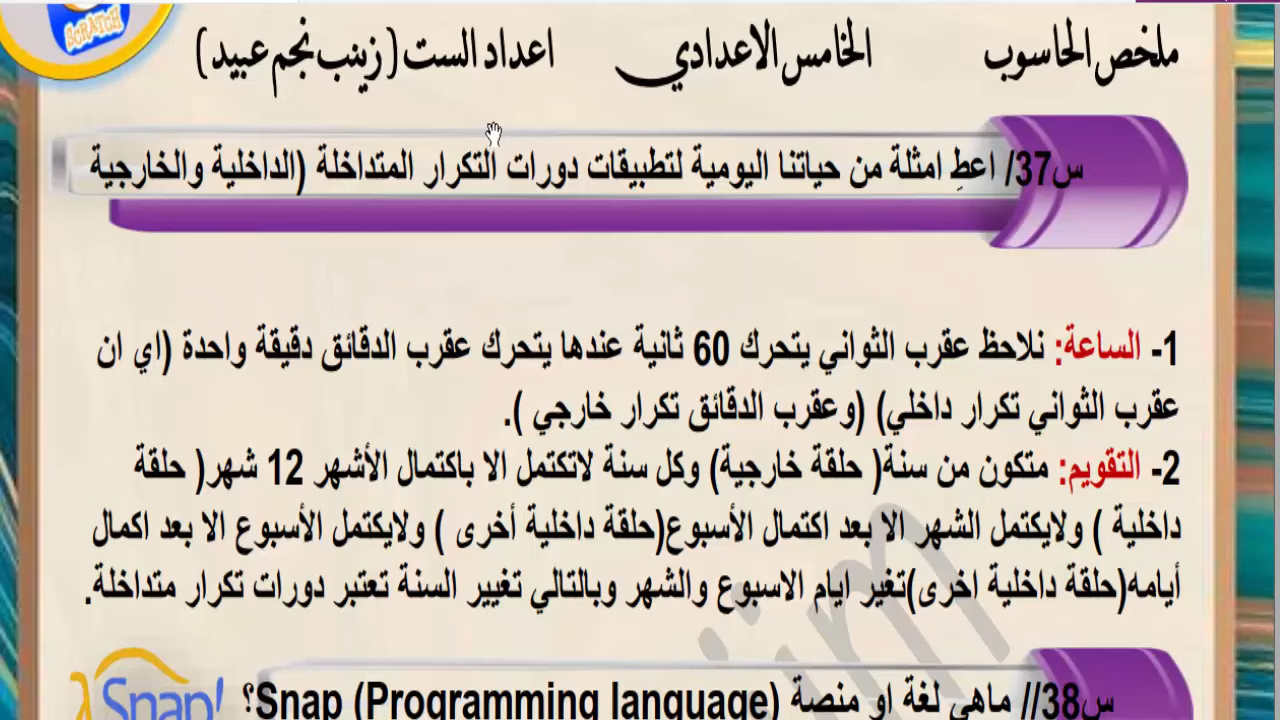 ملخص الحاسوب الخامس الاعدادي اعداد الست (زينب نجم عبيد)
SCRATCH
س37/ اعطِ امثلة من حياتنا اليومية لتطبيقات دورات التكرار المتداخلة (الداخلية والخارجية
1- الساعة: نلاحظ عقرب الثواني يتحرك 60 ثانية عندها يتحرك عقرب الدقائق دقيقة واحدة (اي ان
عقرب الثواني تكرار داخلي) (وعقرب الدقائق تكرار خارجي ).
2- التقويم: متكون من سنة( حلقة خارجية) وكل سنة لاتكتمل الا باكتمال الأشهر 12 شهر( حلقة
داخلية ) ولايكتمل الشهر الا بعد اكتمال الأسبوع(حلقة داخلية أخرى ) ولايكتمل الأسبوع الا بعد اكمال
أيامه(حلقة داخلية اخرى)تغير ايام الاسبوع والشهر وبالتالي تغيير السنة تعتبر دورات تكرار متداخلة.
س38// ماهي لغة او منصة Snap (Programming language)؟
Snap!